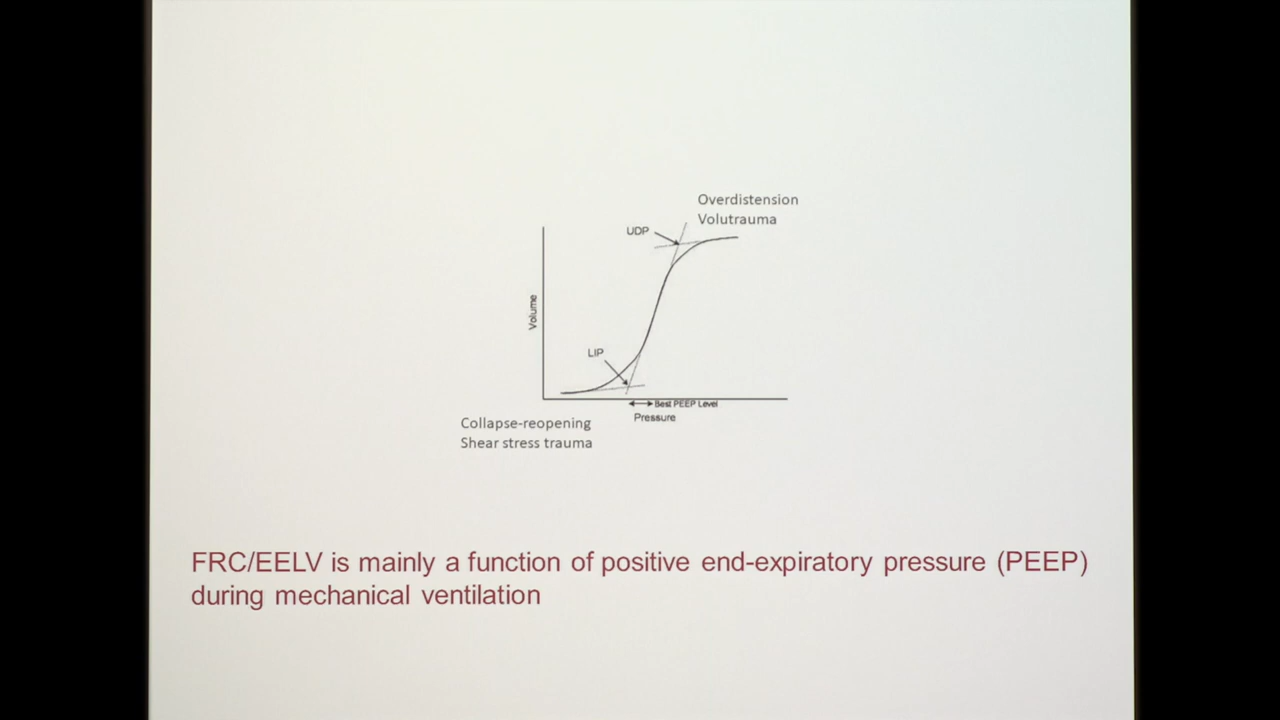 Overdistension
Volutrauma
UDP
Volume
LIP
Best PEEP Level
Pressure
Collapse-reopening
Shear stress trauma
FRC/EELV is mainly a function of positive end-expiratory pressure (PEEP)
during mechanical ventilation